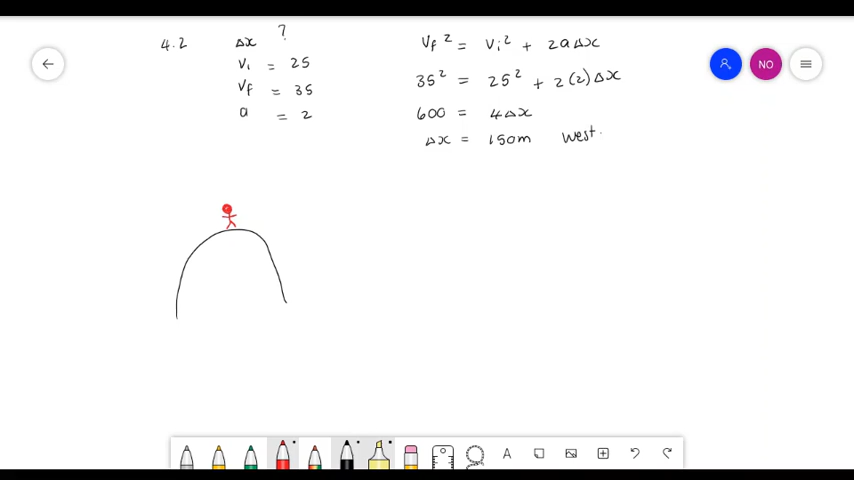 4.2 Δx ?
vi = 25
vf = 35
a = 2
vf² = vi² + 2aΔx
35² = 25² + 2(2)Δx
600 = 4Δx
Δx = 150m west.
NO
A